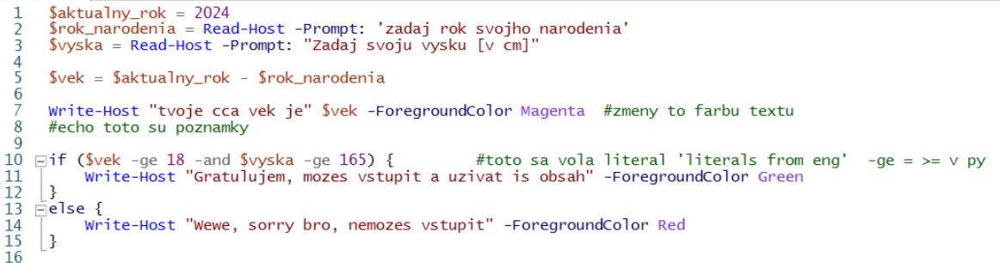 1 $aktualny_rok = 2024
2 $rok_narodenia = Read-Host -Prompt: 'zadaj rok svojho narodenia'
3 $vyska = Read-Host -Prompt: "Zadaj svoju vysku [v cm]"
4
5 $vek = $aktualny_rok - $rok_narodenia
6
7 Write-Host "tvoje cca vek je" $vek -ForegroundColor Magenta #zmeny to farbu textu
8 #echo toto su poznamky
9
10 if ($vek -ge 18 -and $vyska -ge 165) { #toto sa vola literal 'literals from eng' -ge = >= v py
11 Write-Host "Gratulujem, mozes vstupit a uzivat is obsah" -ForegroundColor Green
12 }
13 else {
14 Write-Host "Wewe, sorry bro, nemozes vstupit" -ForegroundColor Red
15 }
16